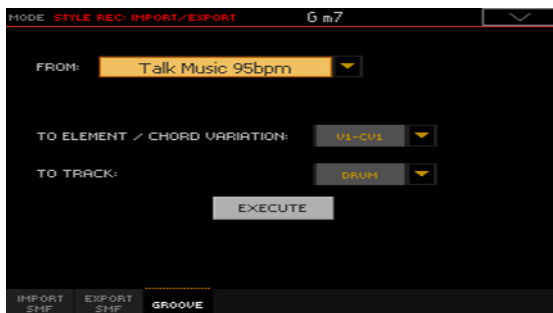 MODE STYLE REC: IMPORT/EXPORT G m7
FROM: Talk Music 95bpm
TO ELEMENT / CHORD VARIATION: V1-CV1
TO TRACK: DRUM
EXECUTE
IMPORT SMF EXPORT SMF GROOVE